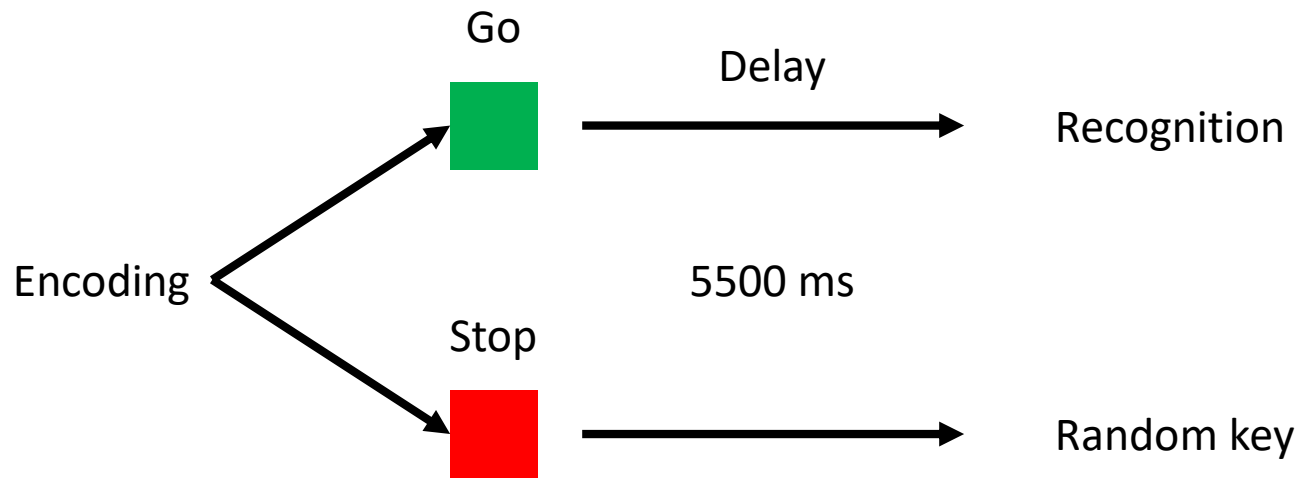 Go
Delay
Recognition
Encoding
5500 ms
Stop
Random key